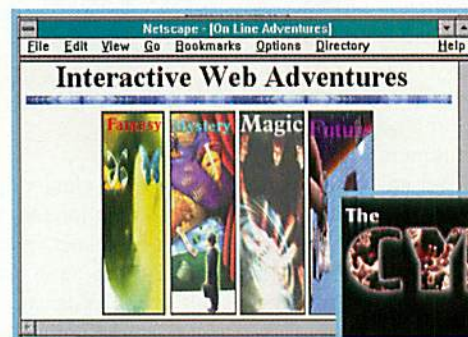 Netscape - [On Line Adventures]
File Edit View Go Bookmarks Options Directory Help
Interactive Web Adventures
Fantasy Mystery Magic Future
The
CY